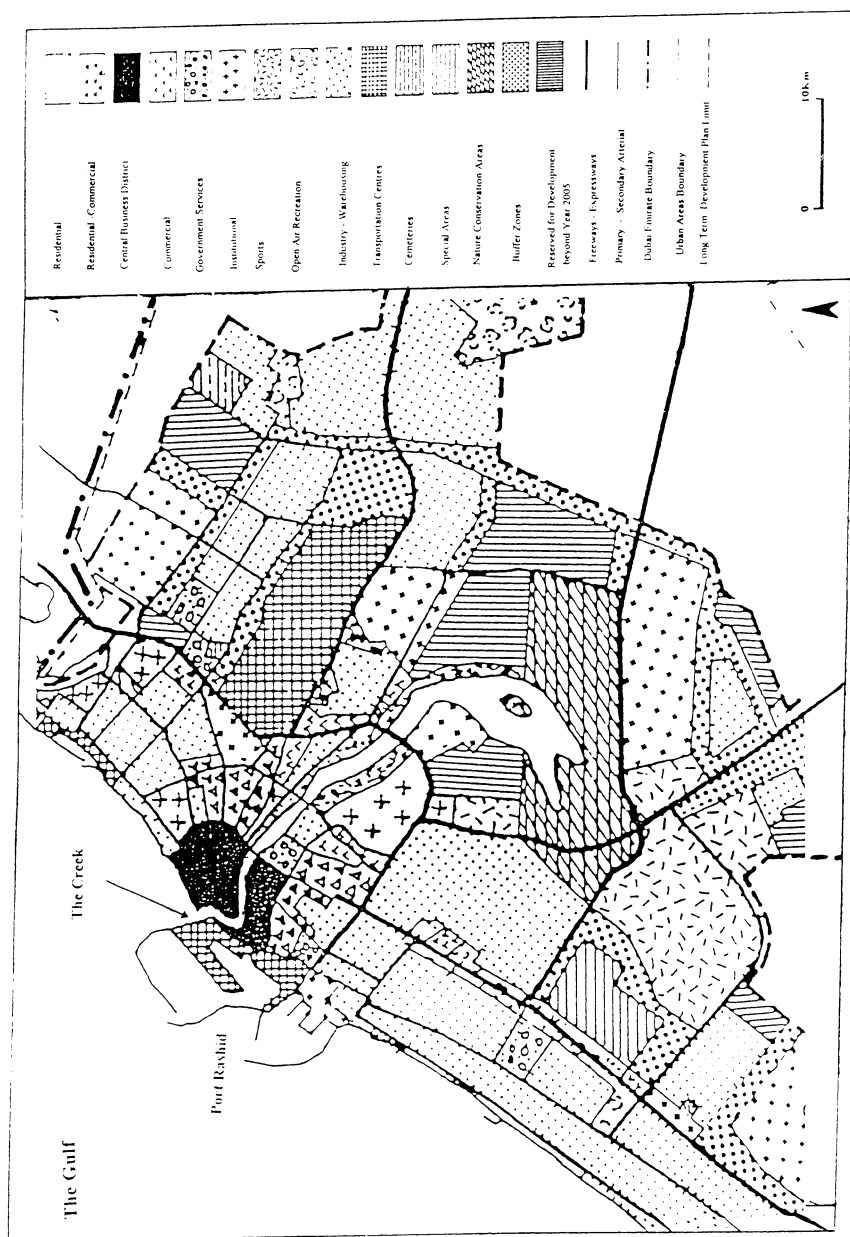 Residential
Residential -Commercial
Central Business District
Commercial
Government Services
Institutional
Sports
Open Air Recreation
Industry - Warehousing
Transportation Centres
Cemeteries
Special Areas
Nature Conservation Areas
Buffer Zones
Reserved for Development
beyond Year 2005
Freeways - Expressways
Primary - Secondary Arterial
Dubai Emirate Boundary
Urban Areas Boundary
Long Term Development Plan Limit
0 10Km
The Creek
Port Rashid
The Gulf